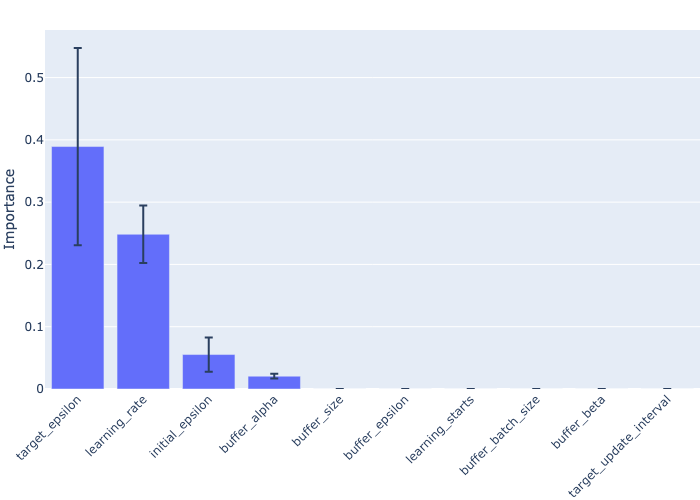 Importance
0.5
0.4
0.3
0.2
0.1
0
target_epsilon
learning_rate
initial_epsilon
buffer_alpha
buffer_size
buffer_epsilon
learning_starts
buffer_batch_size
buffer_beta
target_update_interval